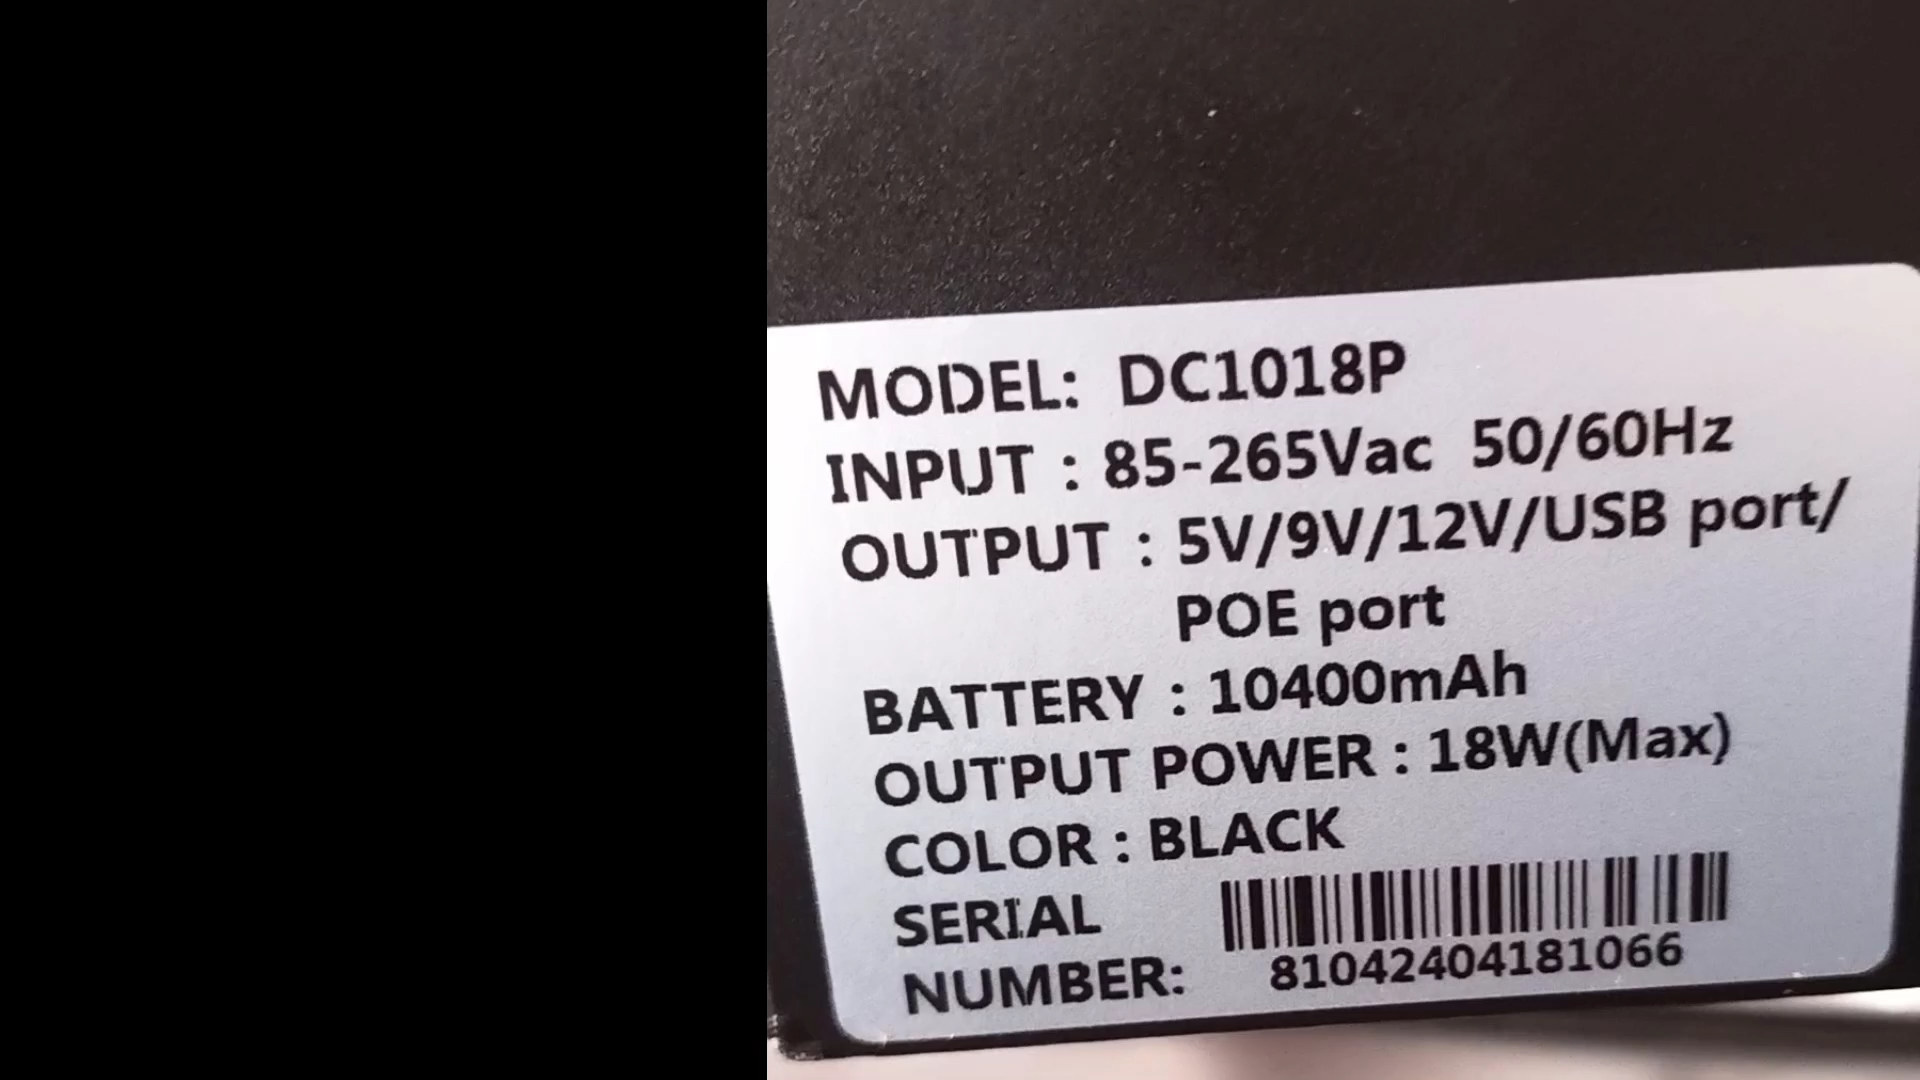 MODEL: DC1018P
INPUT : 85-265Vac 50/60Hz
OUTPUT : 5V/9V/12V/USB port/
POE port
BATTERY : 10400mAh
OUTPUT POWER : 18W(Max)
COLOR : BLACK
SERIAL
NUMBER: 81042404181066